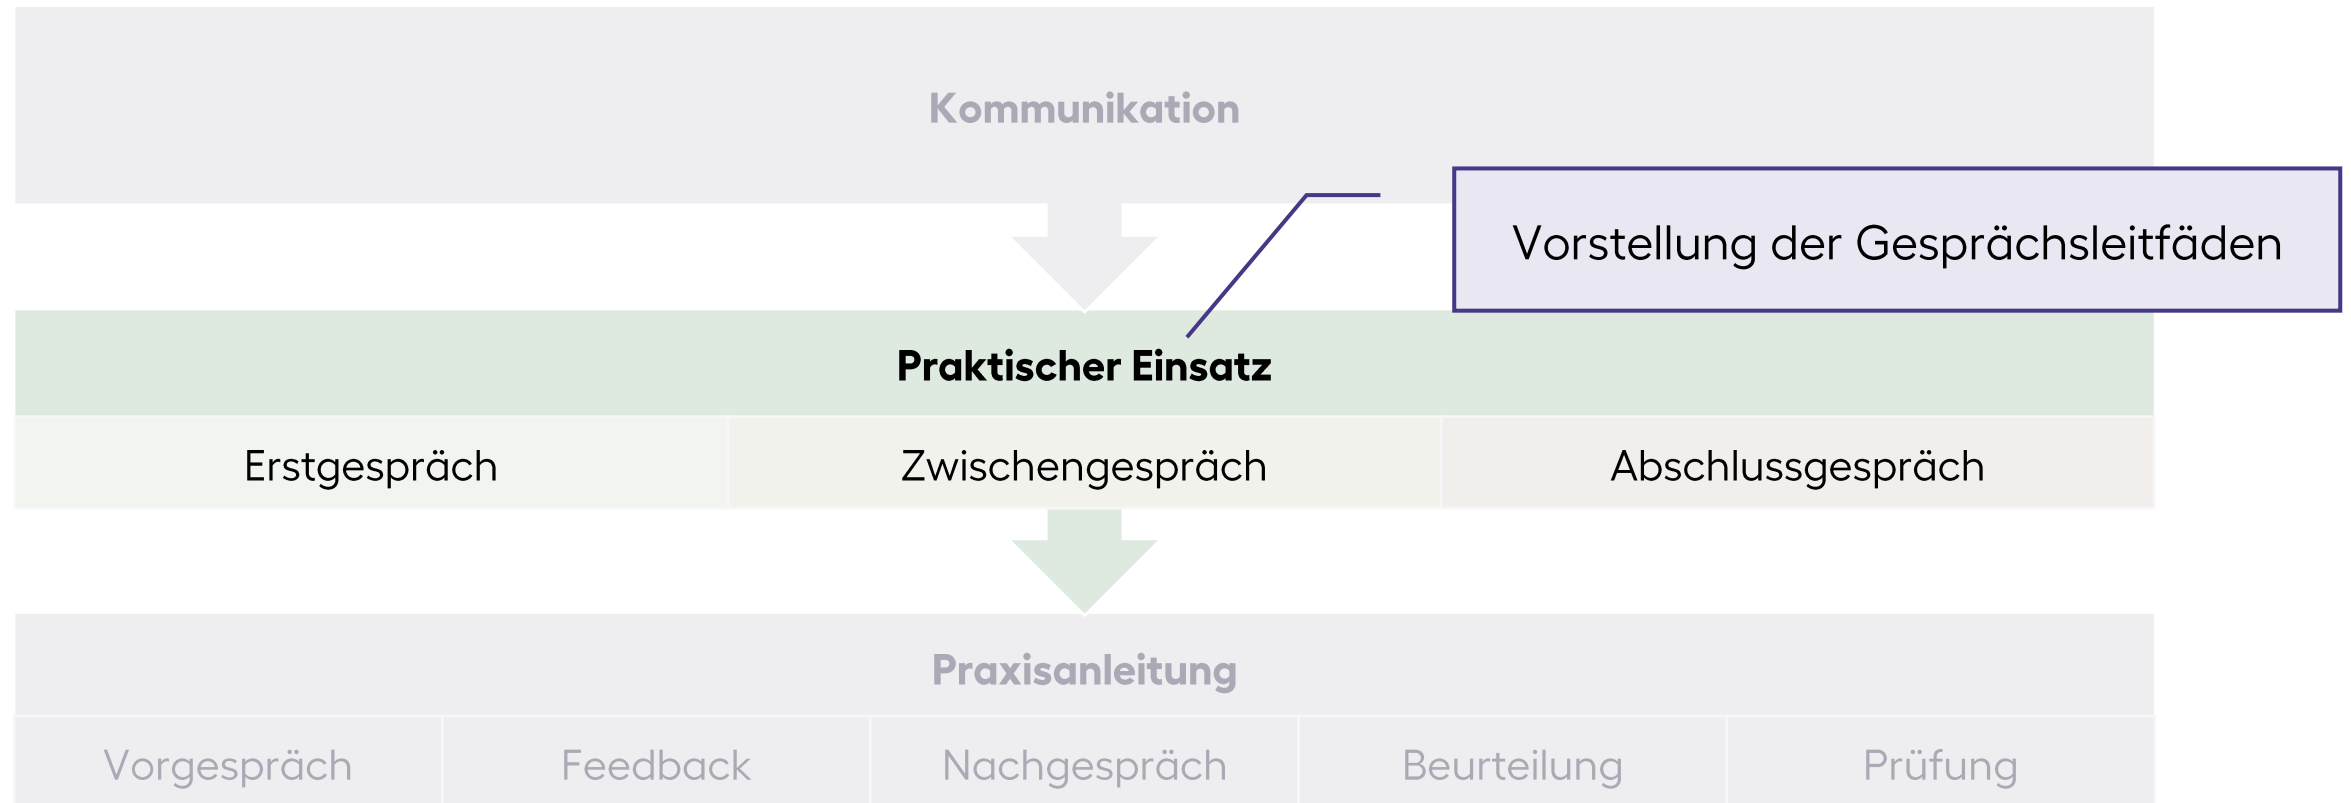 Kommunikation
Vorstellung der Gesprächsleitfäden
Praktischer Einsatz
Erstgespräch
Zwischengespräch
Abschlussgespräch
Praxisanleitung
Vorgespräch
Feedback
Nachgespräch
Beurteilung
Prüfung